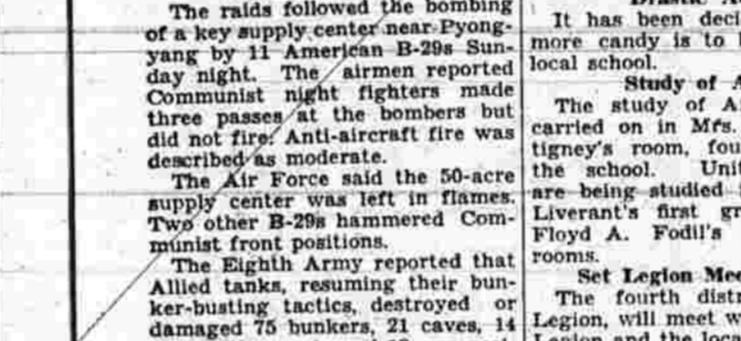 The raids followed the bombing
of a key supply center near Pyong-
yang by 11 American B-29s Sun-
day night. The airmen reported
Communist night fighters made
three passes at the bombers but
did not fire. Anti-aircraft fire was
described as moderate.
The Air Force said the 50-acre
supply center was left in flames.
Two other B-29s hammered Com-
munist front positions.
The Eighth Army reported that
Allied tanks, resuming their bun-
ker-busting tactics, destroyed or
damaged 75 bunkers, 21 caves, 14
It has been deci
more candy is to
local school.
Study of A
The study of A
carried on in Mrs.
tigney's room, fou
the school. Unit
are being studied
Liverant's first gr
Floyd A. Fodil's
rooms.
Set Legion Mee
The fourth distr
Legion, will meet w
Legion and the loca